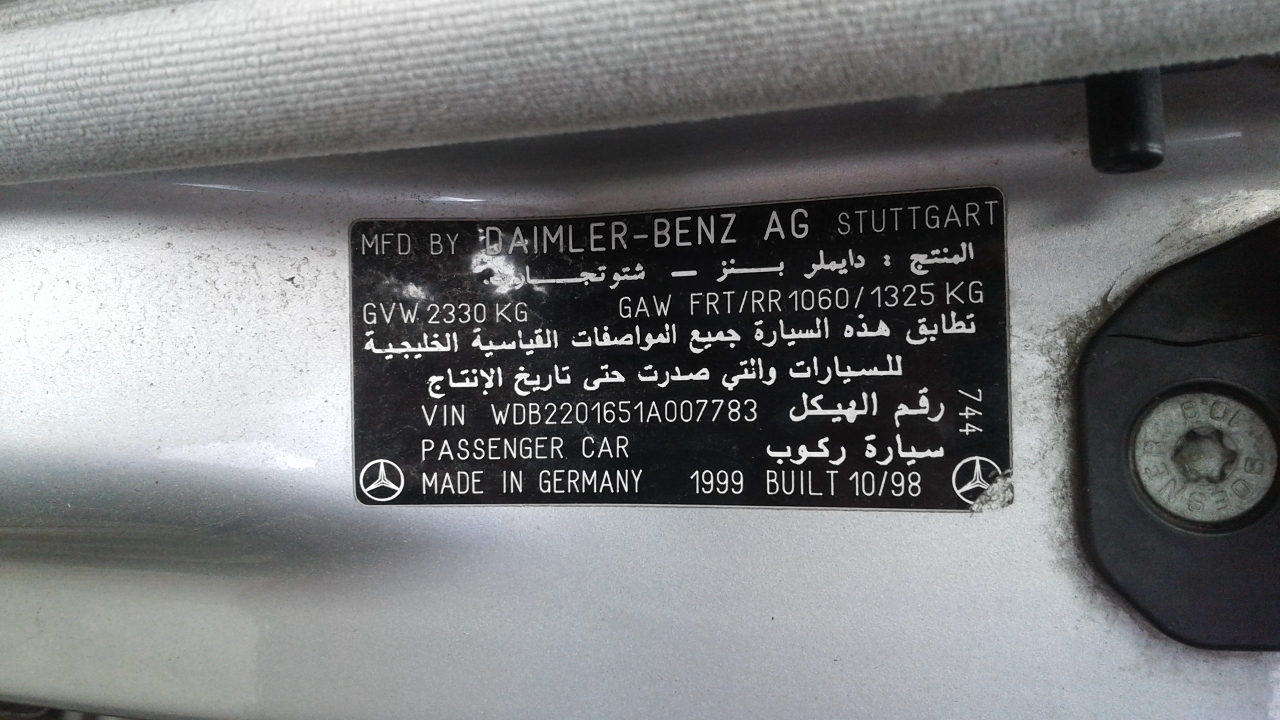 MFD BY DAIMLER-BENZ AG STUTTGART
المنتج : دايملر بنز – شتوتجارت.
GVW 2330 KG GAW FRT/RR 1060/1325 KG
تطابق هذه السيارة جميع المواصفات القياسية الخليجية
للسيارات والتي صدرت حتى تاريخ الإنتاج
VIN WDB2201651A007783 رقم الهيكل
744
PASSENGER CAR سيارة ركوب
MADE IN GERMANY 1999 BUILT 10/98